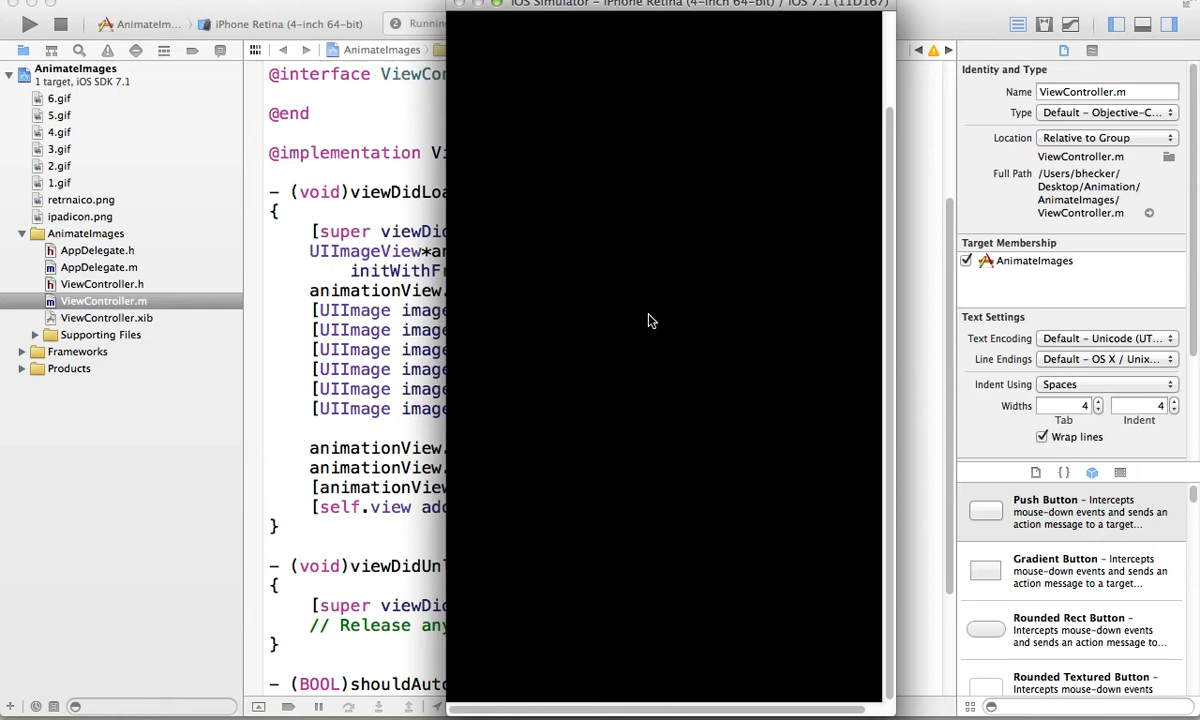 iOS Simulator – iPhone Retina (4-inch 64-bit) / iOS 7.1 (11D167)
AnimateIm... iPhone Retina (4-inch 64-bit)
2 Running
AnimateImages
AnimateImages
1 target, iOS SDK 7.1
6.gif
5.gif
4.gif
3.gif
2.gif
1.gif
retrnaico.png
ipadicon.png
AnimateImages
AppDelegate.h
AppDelegate.m
ViewController.h
ViewController.m
ViewController.xib
Supporting Files
Frameworks
Products
@interface ViewCon
@end
@implementation Vi
- (void)viewDidLoa
{
[super viewDid
UIImageView*an
initWithFr
animationView.
[UIImage image
[UIImage image
[UIImage image
[UIImage image
[UIImage image
[UIImage image
animationView.
animationView.
[animationView
[self.view add
}
- (void)viewDidUnl
{
[super viewDid
// Release any
}
- (BOOL)shouldAuto
Identity and Type
Name ViewController.m
Type Default – Objective-C...
Location Relative to Group
ViewController.m
Full Path /Users/bhecker/
Desktop/Animation/
AnimateImages/
ViewController.m
Target Membership
AnimateImages
Text Settings
Text Encoding Default – Unicode (UT...
Line Endings Default – OS X / Unix...
Indent Using Spaces
Widths 4 4
Tab Indent
Wrap lines
{ }
Push Button – Intercepts
mouse-down events and sends an
action message to a target...
Gradient Button – Intercepts
mouse-down events and sends an
action message to a target...
Rounded Rect Button –
Intercepts mouse-down events
and sends an action message to...
Rounded Textured Button –
Intercepts mouse-down events